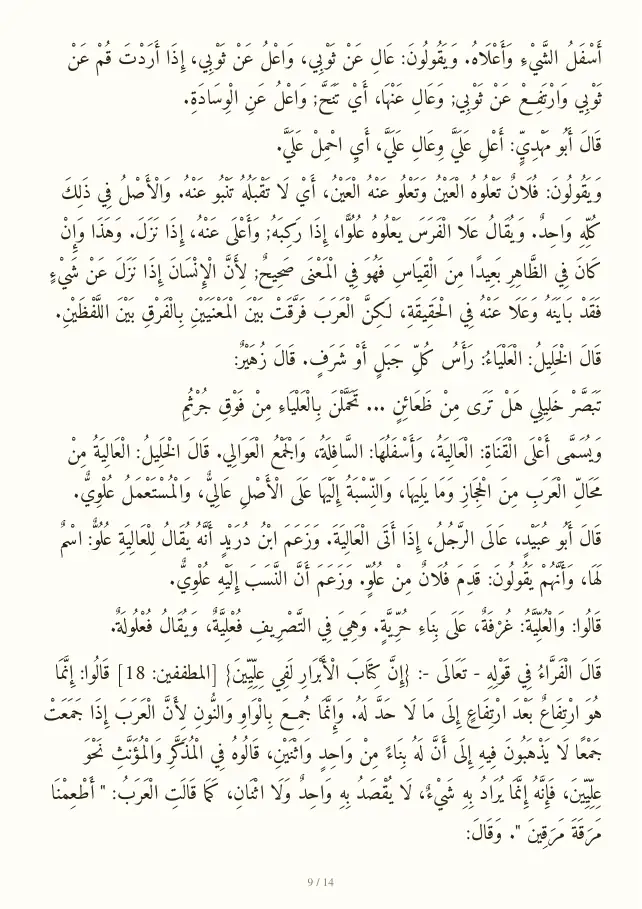 أَسْفَلُ الشَّيْءِ وَأَعْلَاهُ. وَيَقُولُونَ: عَالِ عَنْ ثَوْبِي، وَاعْلُ عَنْ ثَوْبِي، إِذَا أَرَدْتَ قُمْ عَنْ
ثَوْبِي وَارْتَفِعْ عَنْ ثَوْبِي; وَعَالِ عَنْهَا، أَيْ تَنَحَّ; وَاعْلُ عَنِ الْوِسَادَةِ.
قَالَ أَبُو مَهْدِيٍّ: أَعْلِ عَلَيَّ وِعَالِ عَلَيَّ، أَيِ احْمِلْ عَلَيَّ.
وَيَقُولُونَ: فُلَانٌ تَعْلُوهُ الْعَيْنُ وَتَعْلُو عَنْهُ الْعَيْنُ، أَيْ لَا تَقْبَلُهُ تَنْبُو عَنْهُ. وَالْأَصْلُ فِي ذَلِكَ
كُلِّهِ وَاحِدٌ. وَيُقَالُ عَلَا الْفَرَسَ يَعْلُوهُ عُلُوًّا، إِذَا رَكِبَهُ; وَأَعْلَى عَنْهُ، إِذَا نَزَلَ. وَهَذَا وَإِنْ
كَانَ فِي الظَّاهِرِ بَعِيدًا مِنَ الْقِيَاسِ فَهُوَ فِي الْمَعْنَى صَحِيحٌ; لِأَنَّ الْإِنْسَانَ إِذَا نَزَلَ عَنْ شَيْءٍ
فَقَدْ بَايَنَهُ وَعَلَا عَنْهُ فِي الْحَقِيقَةِ، لَكِنَّ الْعَرَبَ فَرَّقَتْ بَيْنَ الْمَعْنَيَيْنِ بِالْفَرْقِ بَيْنَ اللَّفْظَيْنِ.
قَالَ الْخَلِيلُ: الْعَلْيَاءُ: رَأْسُ كُلِّ جَبَلٍ أَوْ شَرَفٍ. قَالَ زُهَيْرٌ:
تَبَصَّرْ خَلِيلِي هَلْ تَرَى مِنْ ظَعَائِنٍ ... تَحَمَّلْنَ بِالْعَلْيَاءِ مِنْ فَوْقِ جُرْثُمِ
وَيُسَمَّى أَعْلَى الْقَنَاةِ: الْعَالِيَةُ، وَأَسْفَلُهَا: السَّافِلَةُ، وَالْجَمْعُ الْعَوَالِي. قَالَ الْخَلِيلُ: الْعَالِيَةُ مِنْ
مَحَالِّ الْعَرَبِ مِنَ الْحِجَازِ وَمَا يَلِيهَا، وَالنِّسْبَةُ إِلَيْهَا عَلَى الْأَصْلِ عَالِيٌّ، وَالْمُسْتَعْمَلُ عُلْوِيٌّ.
قَالَ أَبُو عُبَيْدٍ، عَالَى الرَّجُلُ، إِذَا أَتَى الْعَالِيَةَ. وَزَعَمَ ابْنُ دُرَيْدٍ أَنَّهُ يُقَالُ لِلْعَالِيَةِ عُلْوٌ: اسْمٌ
لَهَا، وَأَنَّهُمْ يَقُولُونَ: قَدِمَ فُلَانٌ مِنْ عُلْوٍ. وَزَعَمَ أَنَّ النَّسَبَ إِلَيْهِ عُلْوِيٌّ.
قَالُوا: وَالْعُلِّيَّةُ: غُرْفَةٌ، عَلَى بِنَاءِ حُرِّيَّةٍ. وَهِيَ فِي التَّصْرِيفِ فُعْلِيَّةٌ، وَيُقَالُ فُعْلُولَةٌ.
قَالَ الْفَرَّاءُ فِي قَوْلِهِ - تَعَالَى -: {إِنَّ كِتَابَ الْأَبْرَارِ لَفِي عِلِّيِّينَ} [المطففين: 18] قَالُوا: إِنَّمَا
هُوَ ارْتِفَاعٌ بَعْدَ ارْتِفَاعٍ إِلَى مَا لَا حَدَّ لَهُ. وَإِنَّمَا جُمِعَ بِالْوَاوِ وَالنُّونِ لِأَنَّ الْعَرَبَ إِذَا جَمَعَتْ
جَمْعًا لَا يَذْهَبُونَ فِيهِ إِلَى أَنَّ لَهُ بِنَاءً مِنْ وَاحِدٍ وَاثْنَيْنِ، قَالُوهُ فِي الْمُذَكَّرِ وَالْمُؤَنَّثِ نَحْوَ
عِلِّيِّينَ، فَإِنَّهُ إِنَّمَا يُرَادُ بِهِ شَيْءٌ، لَا يُقْصَدُ بِهِ وَاحِدٌ وَلَا اثْنَانِ، كَمَا قَالَتِ الْعَرَبُ: " أَطْعِمْنَا
مَرَقَةَ مَرَقِينَ ". وَقَالَ:
9 / 14